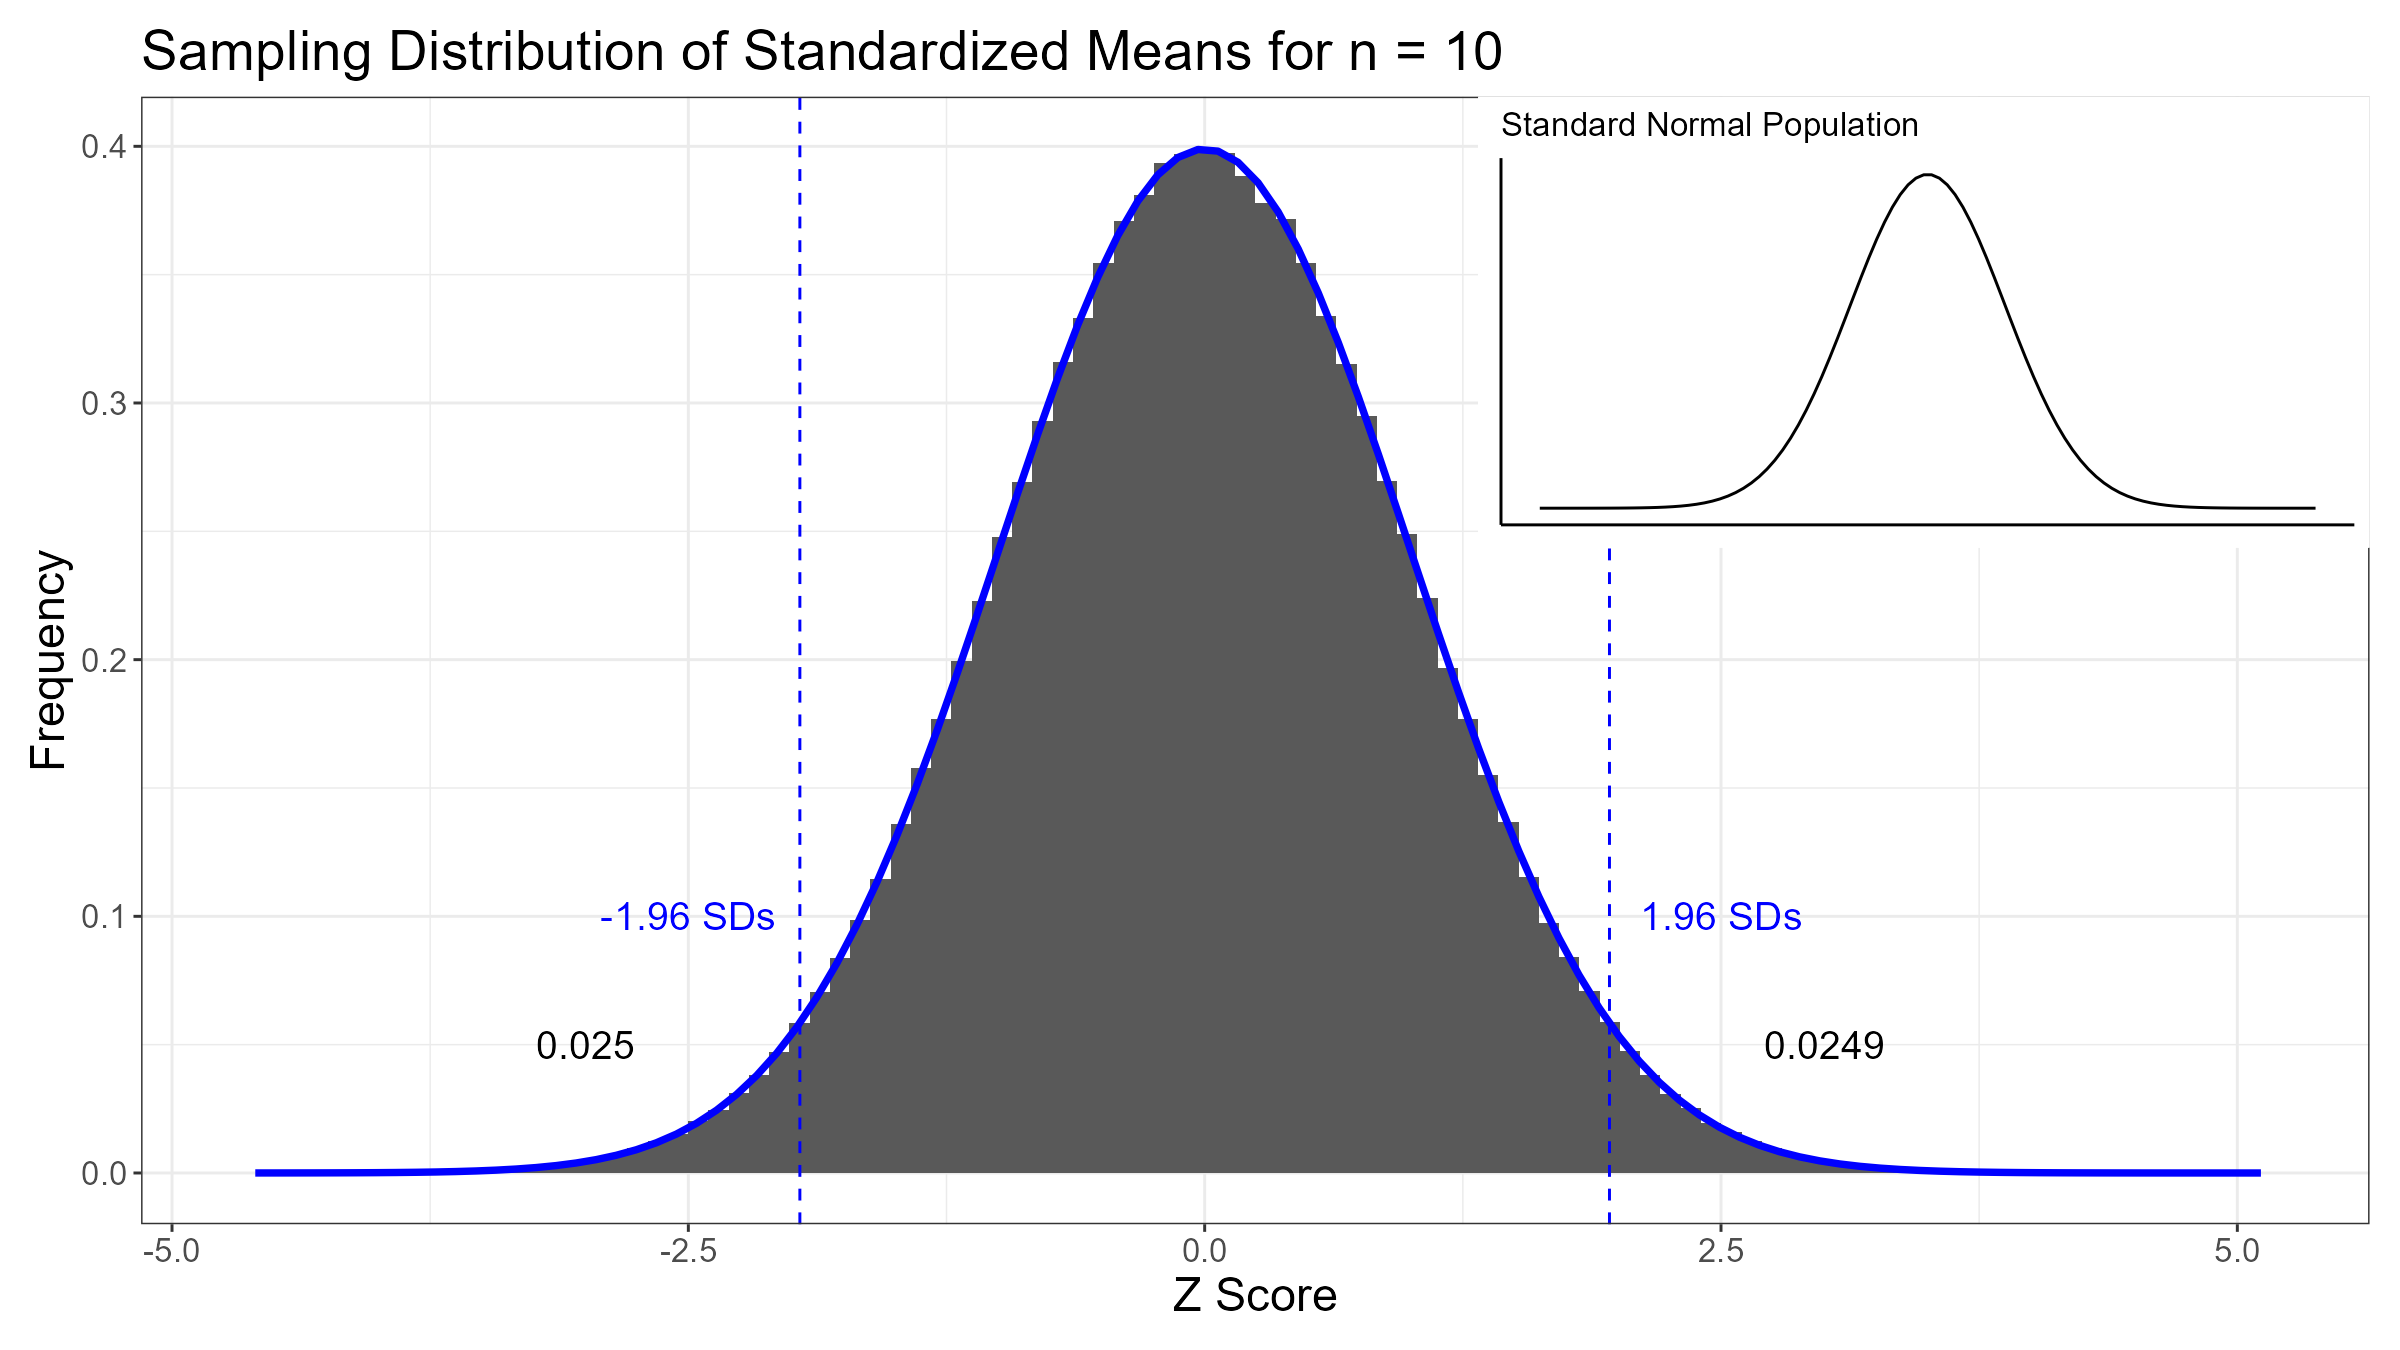 Sampling Distribution of Standardized Means for n = 10
Standard Normal Population
0.4
0.3
0.2
0.1
0.0
Frequency
-1.96 SDs
1.96 SDs
0.025
0.0249
-5.0
-2.5
0.0
2.5
5.0
Z Score